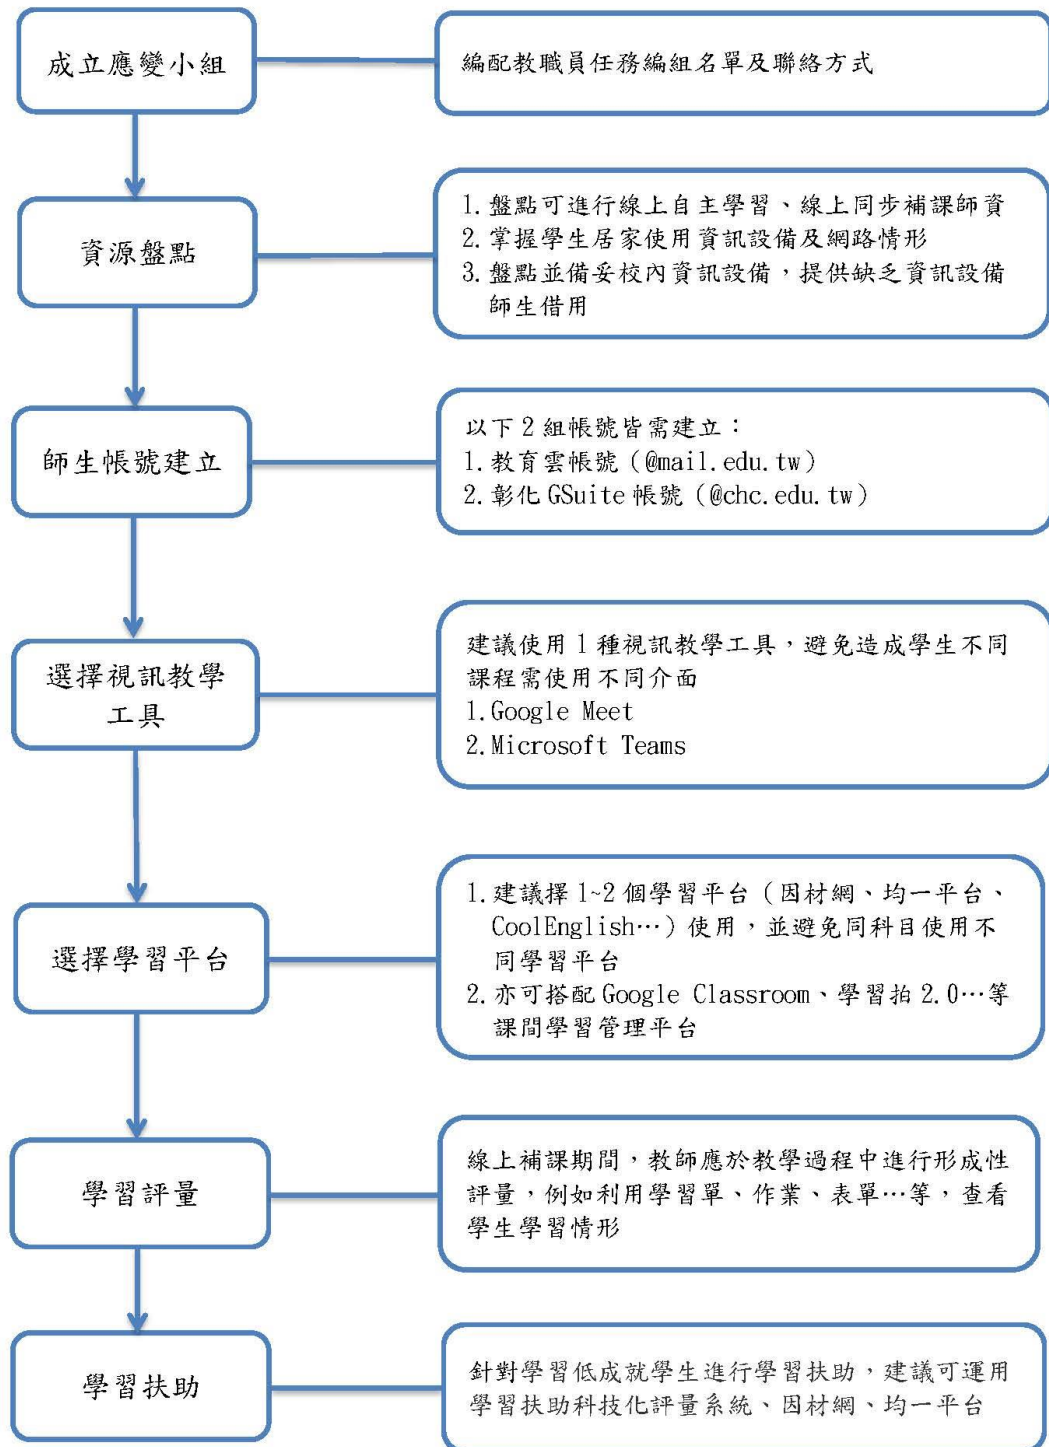 成立應變小組
編配教職員任務編組名單及聯絡方式
資源盤點
1.盤點可進行線上自主學習、線上同步補課師資
2.掌握學生居家使用資訊設備及網路情形
3.盤點並備妥校內資訊設備，提供缺乏資訊設備
師生借用
師生帳號建立
以下2組帳號皆需建立：
1.教育雲帳號（@mail.edu.tw）
2.彰化GSuite帳號（@chc.edu.tw）
選擇視訊教學
工具
建議使用1種視訊教學工具，避免造成學生不同
課程需使用不同介面
1.Google Meet
2.Microsoft Teams
選擇學習平台
1.建議擇1~2個學習平台（因材網、均一平台、
CoolEnglish…）使用，並避免同科目使用不
同學習平台
2.亦可搭配Google Classroom、學習拍2.0…等
課間學習管理平台
學習評量
線上補課期間，教師應於教學過程中進行形成性
評量，例如利用學習單、作業、表單…等，查看
學生學習情形
學習扶助
針對學習低成就學生進行學習扶助，建議可運用
學習扶助科技化評量系統、因材網、均一平台